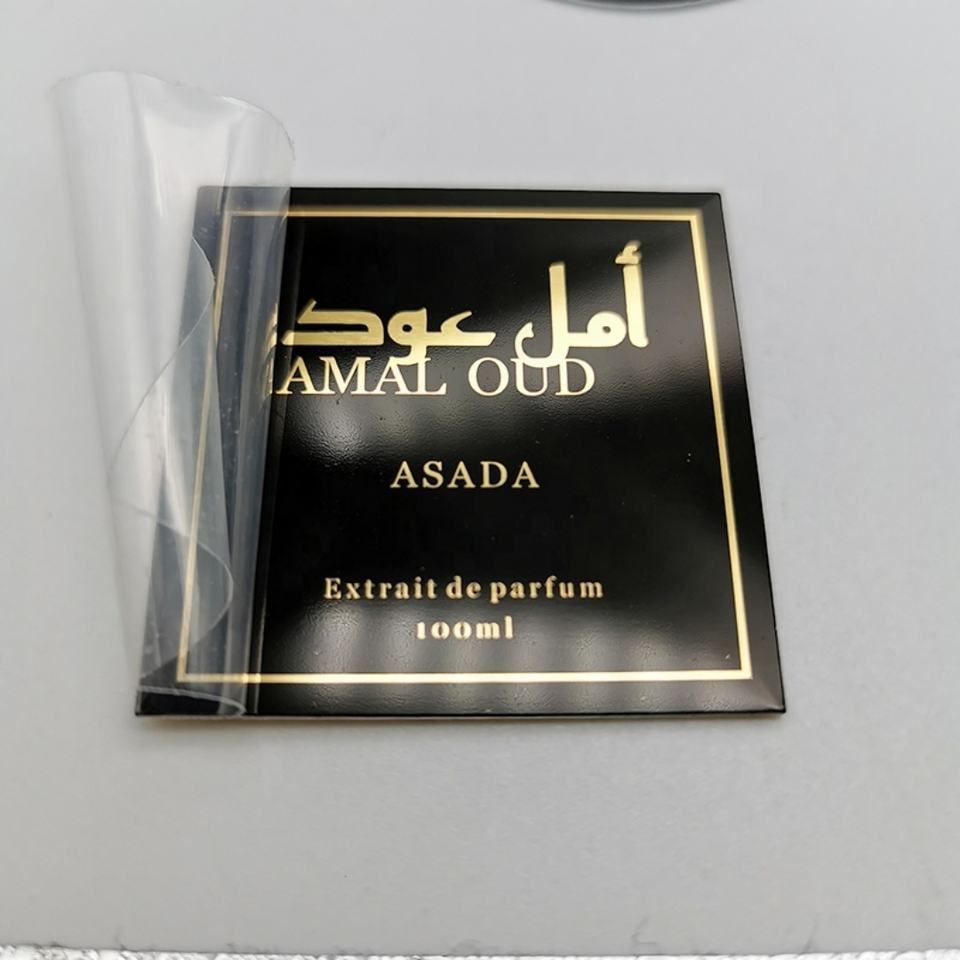 أمل عود
AMAL OUD
ASADA
Extrait de parfum
100ml